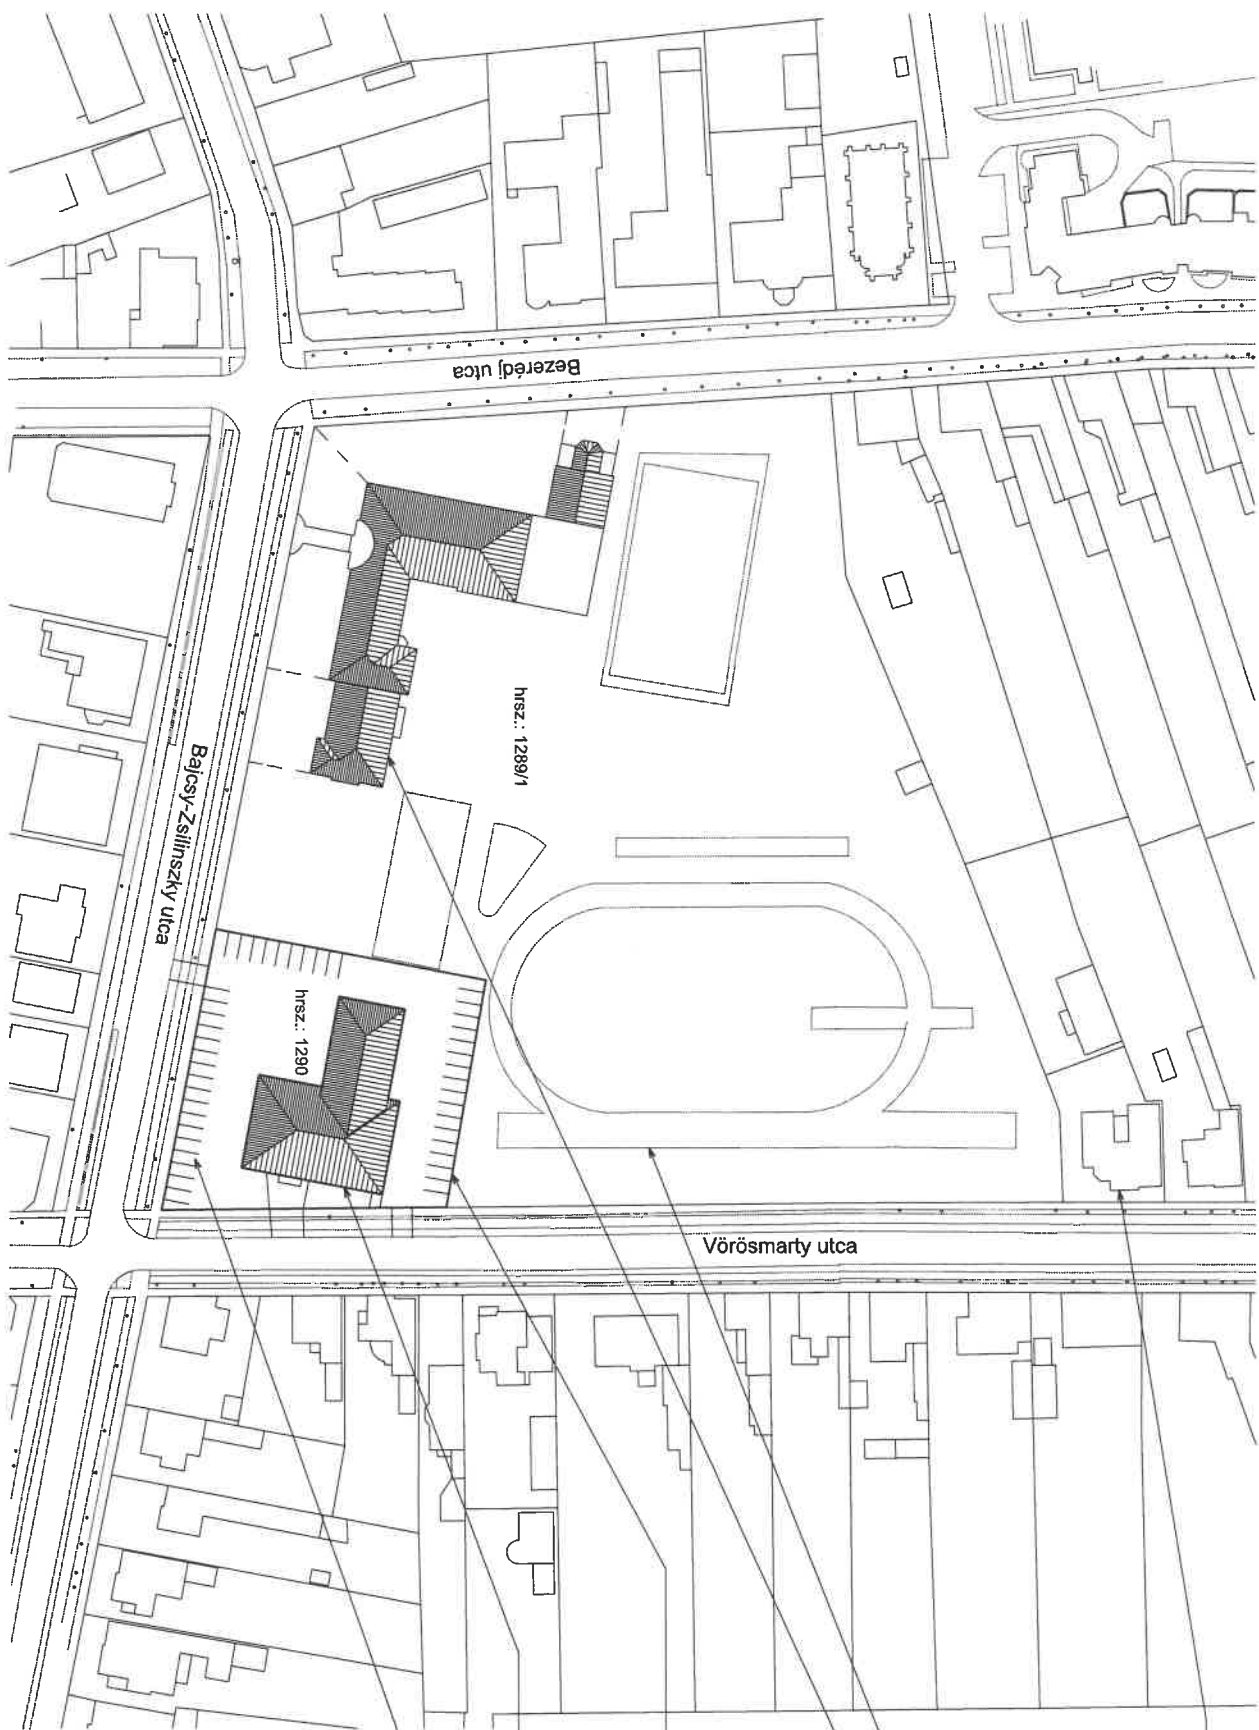 Bezerédj utca
hrsz.: 1289/1
Bajcsy-Zsilinszky utca
hrsz.: 1290
Vörösmarty utca